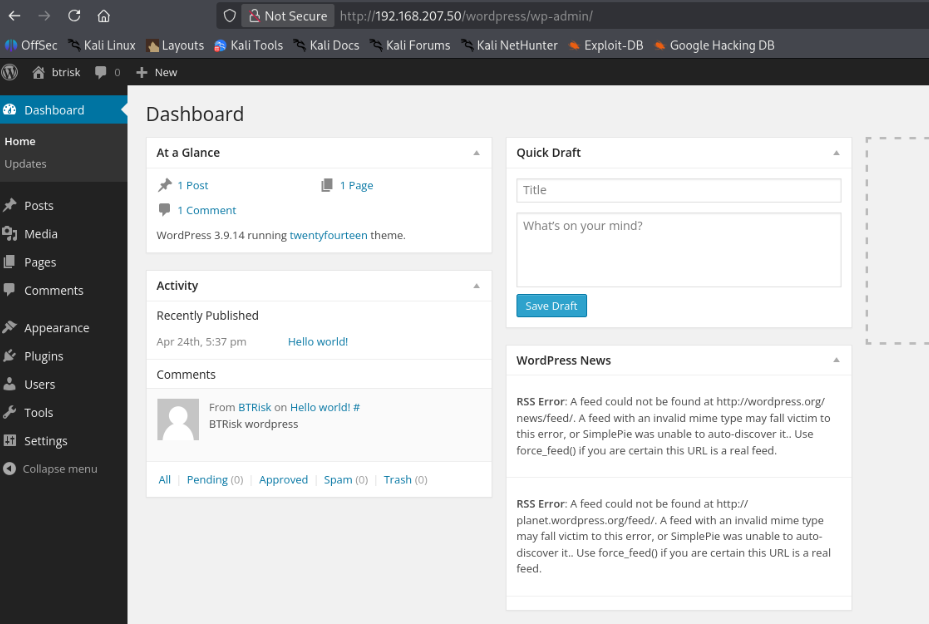 Not Secure http://192.168.207.50/wordpress/wp-admin/
OffSec Kali Linux Layouts Kali Tools Kali Docs Kali Forums Kali NetHunter Exploit-DB Google Hacking DB
btrisk 0 New
Dashboard
Home
Updates
Posts
Media
Pages
Comments
Appearance
Plugins
Users
Tools
Settings
Collapse menu
Dashboard
At a Glance
1 Post 1 Page
1 Comment
WordPress 3.9.14 running twentyfourteen theme.
Activity
Recently Published
Apr 24th, 5:37 pm Hello world!
Comments
From BTRisk on Hello world! #
BTRisk wordpress
All | Pending (0) | Approved | Spam (0) | Trash (0)
Quick Draft
Title
What's on your mind?
Save Draft
WordPress News
RSS Error: A feed could not be found at http://wordpress.org/
news/feed/. A feed with an invalid mime type may fall victim to
this error, or SimplePie was unable to auto-discover it.. Use
force_feed() if you are certain this URL is a real feed.
RSS Error: A feed could not be found at http://
planet.wordpress.org/feed/. A feed with an invalid mime type
may fall victim to this error, or SimplePie was unable to auto-
discover it.. Use force_feed() if you are certain this URL is a real
feed.